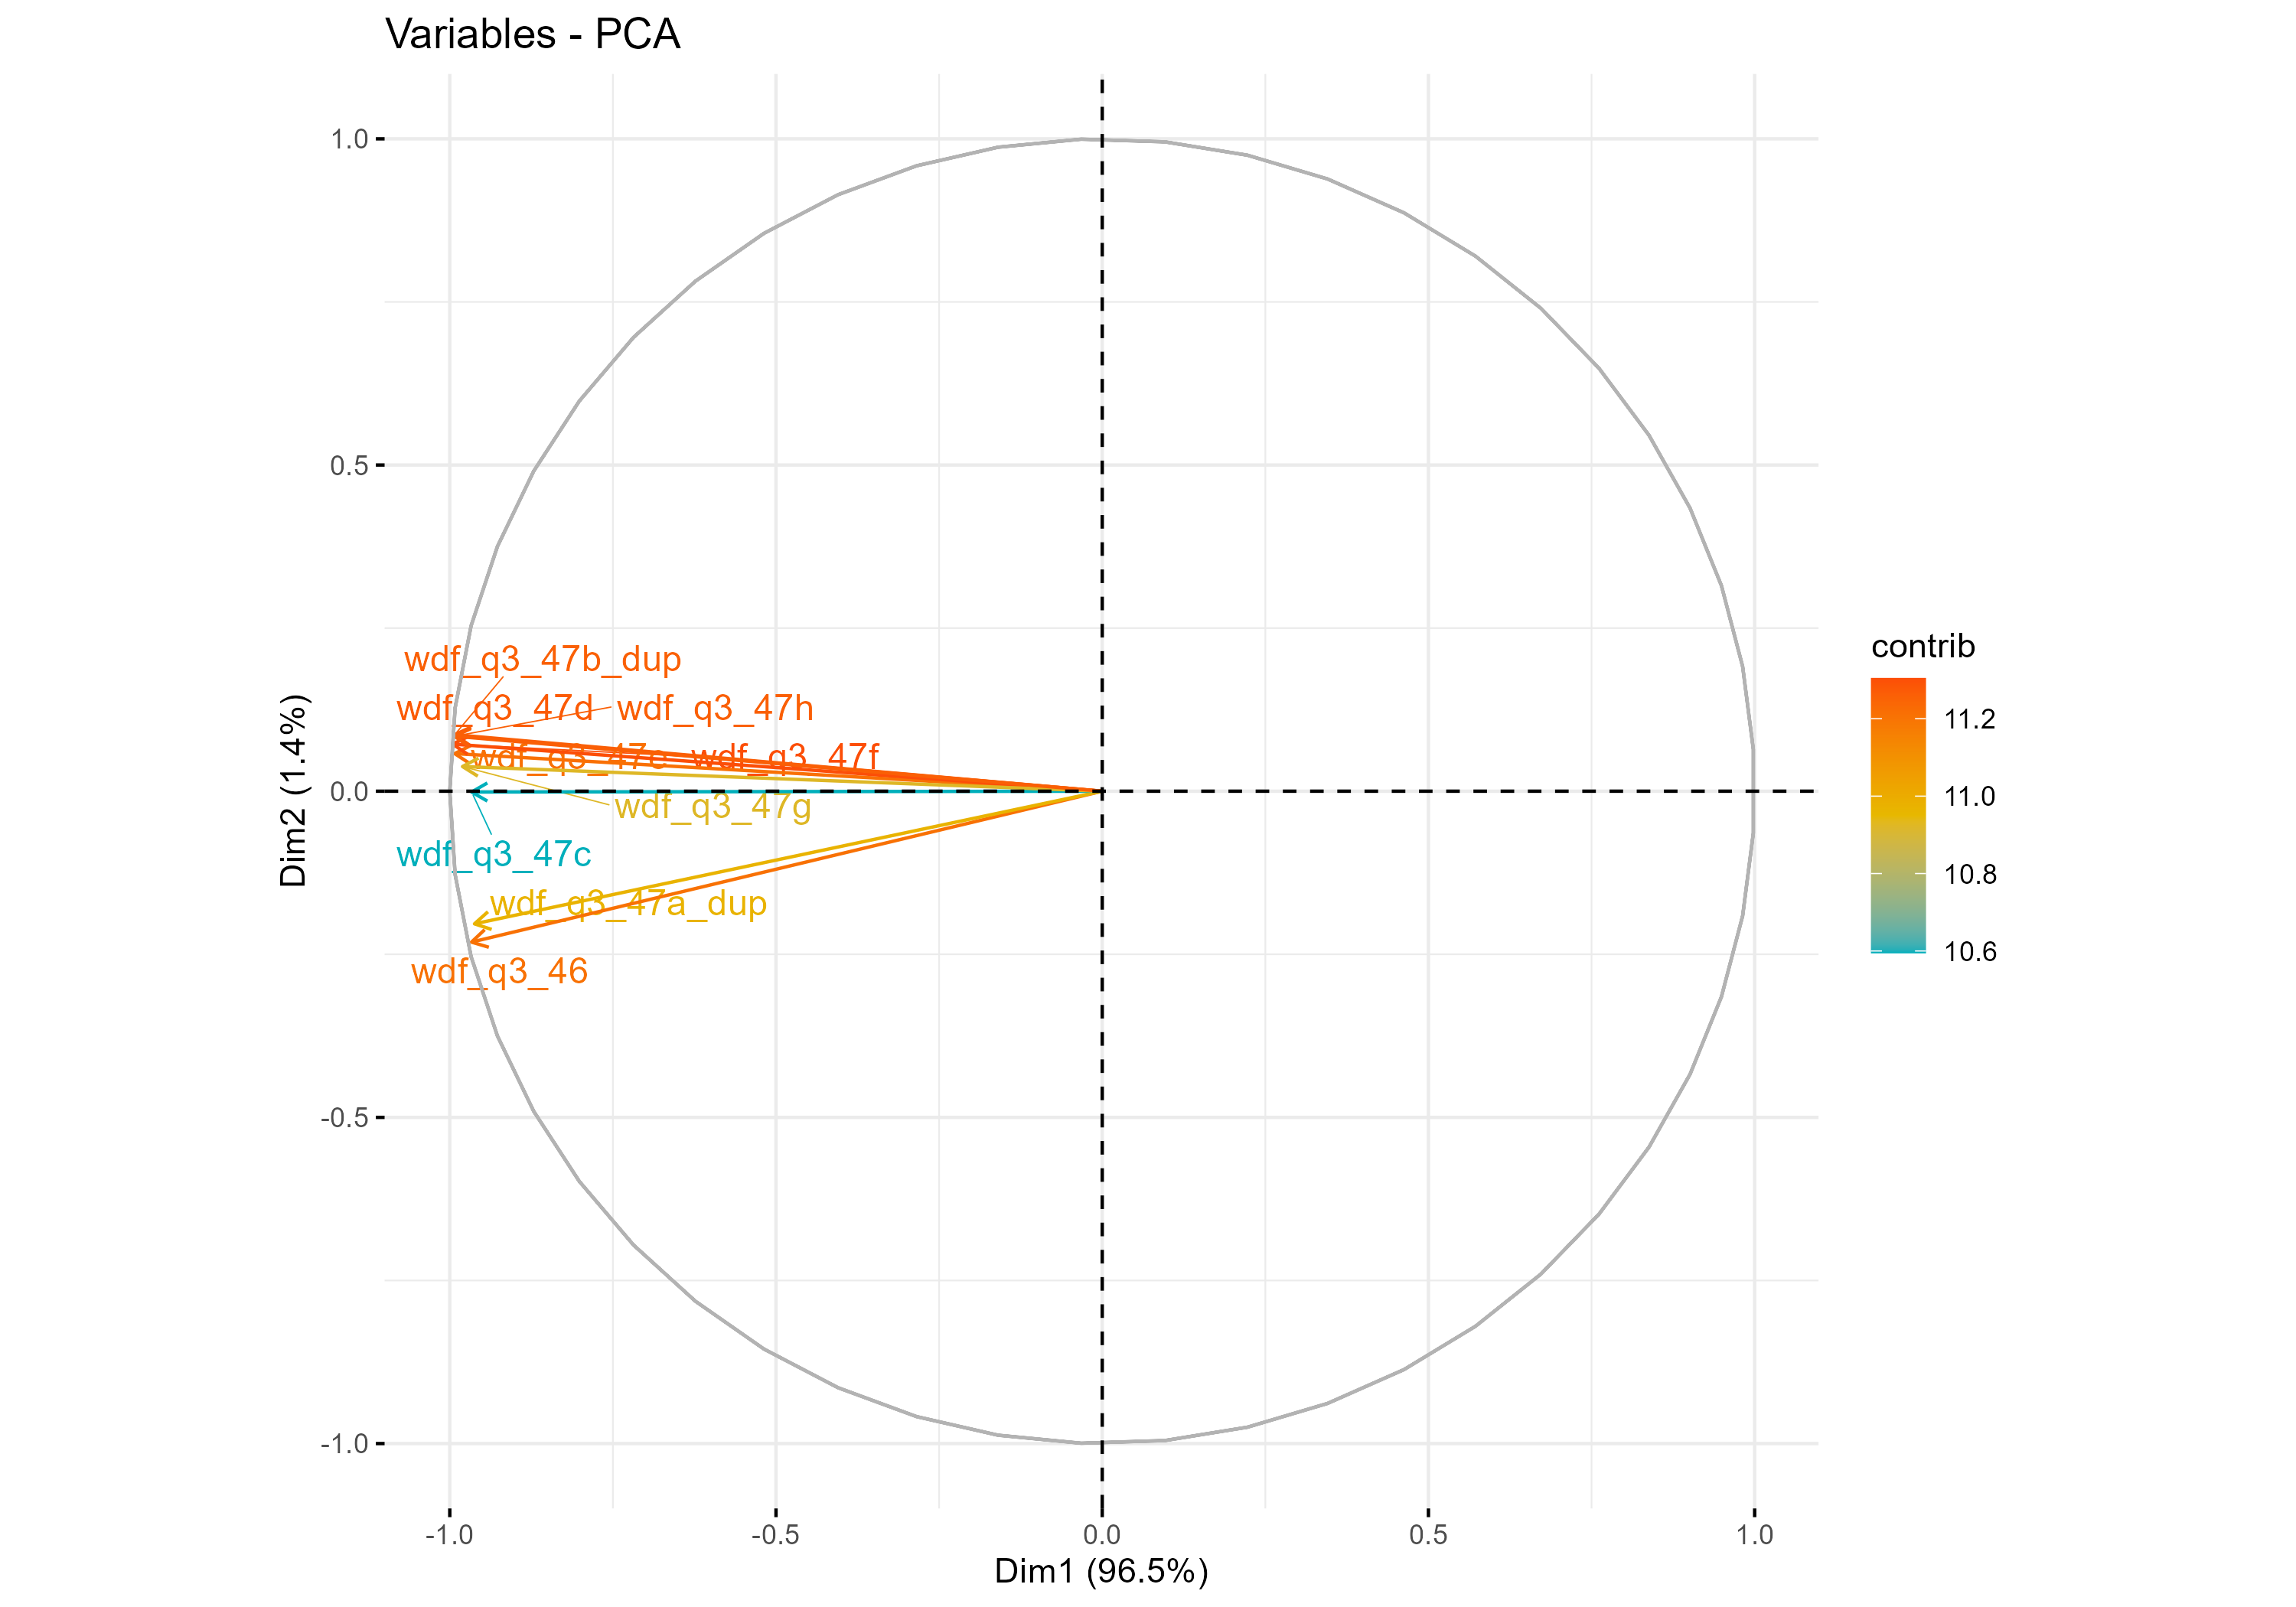 Variables - PCA
1.0
0.5
0.0
-0.5
-1.0
Dim2 (1.4%)
wdf_q3_47b_dup
wdf_q3_47d
wdf_q3_47h
wdf_q3_47f
wdf_q3_47g
wdf_q3_47c
wdf_q3_47a_dup
wdf_q3_46
contrib
11.2
11.0
10.8
10.6
-1.0
-0.5
0.0
0.5
1.0
Dim1 (96.5%)